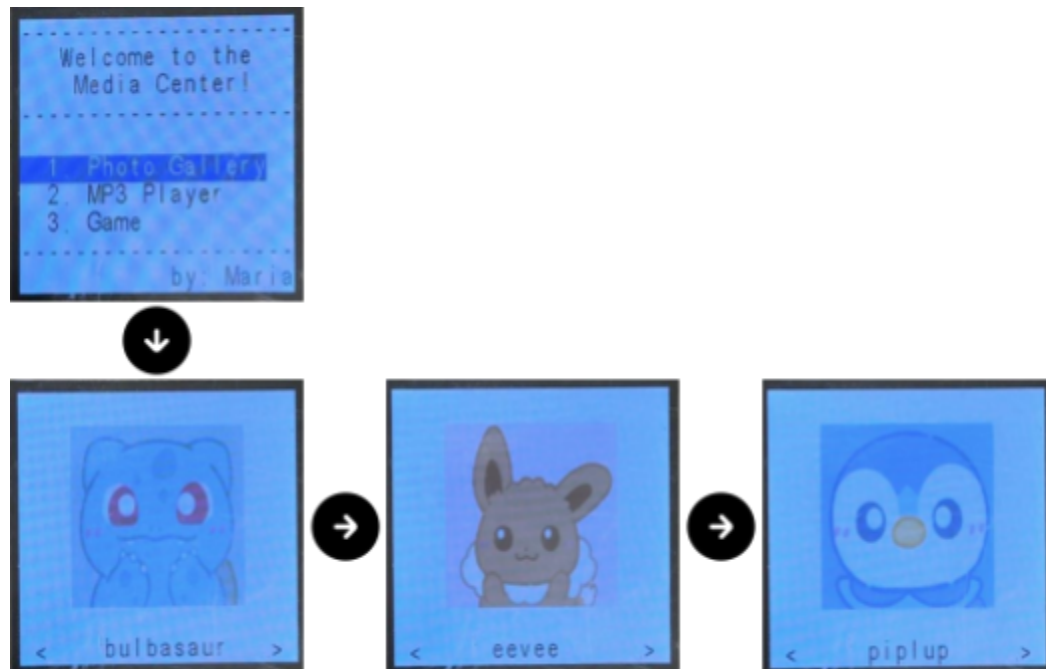 Welcome to the
Media Center!
1. Photo Gallery
2. MP3 Player
3. Game
by: Maria
< bulbasaur >
< eevee >
< piplup >